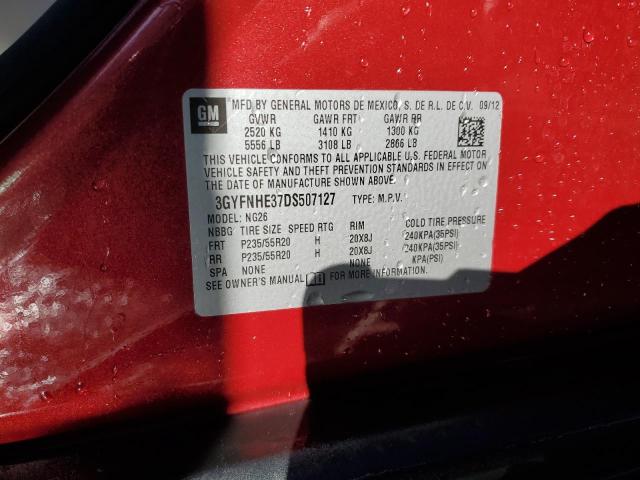 GM
MFD BY GENERAL MOTORS DE MEXICO, S. DE R.L. DE C.V. 09/12
GVWR GAWR FRT GAWR RR
2520 KG 1410 KG 1300 KG
5556 LB 3108 LB 2866 LB
THIS VEHICLE CONFORMS TO ALL APPLICABLE U.S. FEDERAL MOTOR
VEHICLE SAFETY AND THEFT PREVENTION STANDARDS IN EFFECT ON
THE DATE OF MANUFACTURE SHOWN ABOVE.
3GYFNHE37DS507127 TYPE: M.P.V.
MODEL: NG26
NBBG TIRE SIZE SPEED RTG RIM COLD TIRE PRESSURE
FRT P235/55R20 H 20X8J 240KPA(35PSI)
RR P235/55R20 H 20X8J 240KPA(35PSI)
SPA NONE NONE KPA(PSI)
SEE OWNER'S MANUAL FOR MORE INFORMATION.